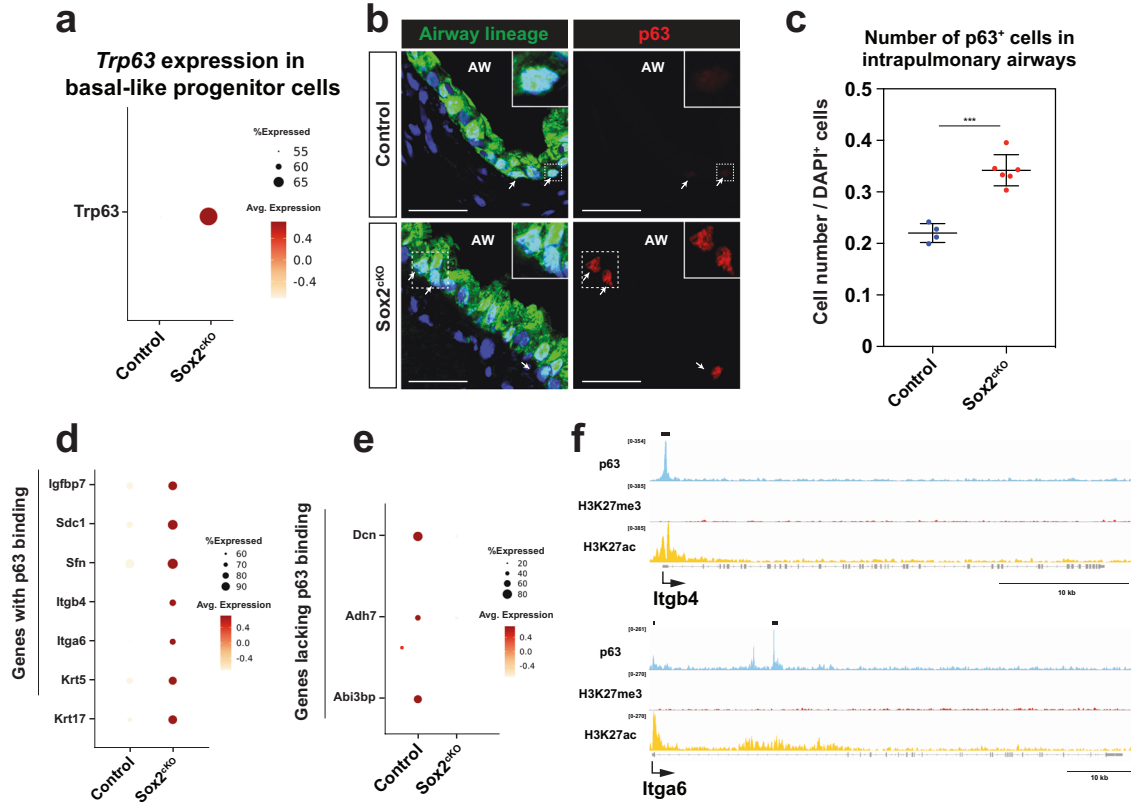 a
Trp63 expression in
basal-like progenitor cells
%Expressed
55
60
65
Avg. Expression
0.4
0.0
-0.4
Trp63
Control
Sox2cKO
b
Airway lineage
p63
Control
AW
AW
Sox2cKO
AW
AW
c
Number of p63+ cells in
intrapulmonary airways
Cell number / DAPI+ cells
0.5
0.4
0.3
0.2
0.1
0
***
Control
Sox2cKO
d
Genes with p63 binding
Igfbp7
Sdc1
Sfn
Itgb4
Itga6
Krt5
Krt17
%Expressed
60
70
80
90
Avg. Expression
0.4
0.0
-0.4
Control
Sox2cKO
e
Genes lacking p63 binding
Dcn
Adh7
Abi3bp
%Expressed
20
40
60
80
Avg. Expression
0.4
0.0
-0.4
Control
Sox2cKO
f
[0-354]
p63
[0-385]
H3K27me3
[0-385]
H3K27ac
Itgb4
10 kb
[0-261]
p63
[0-270]
H3K27me3
[0-270]
H3K27ac
Itga6
10 kb